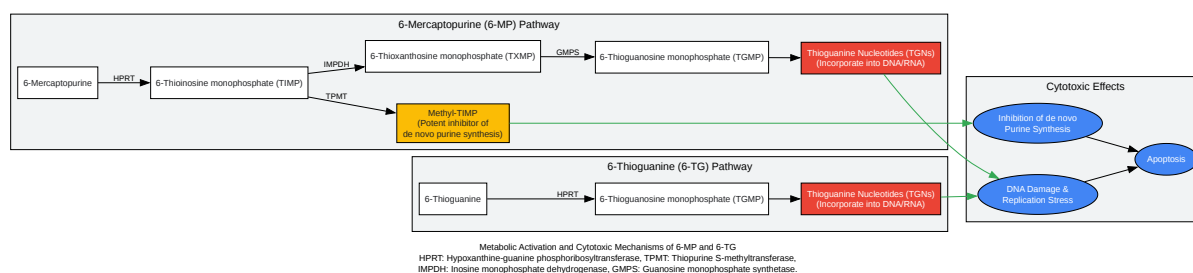 6-Mercaptopurine (6-MP) Pathway
6-Mercaptopurine
HPRT
6-Thioinosine monophosphate (TIMP)
IMPDH
TPMT
6-Thioxanthosine monophosphate (TXMP)
GMPS
6-Thioguanosine monophosphate (TGMP)
Thioguanine Nucleotides (TGNs)
(Incorporate into DNA/RNA)
Methyl-TIMP
(Potent inhibitor of
de novo purine synthesis)
6-Thioguanine (6-TG) Pathway
6-Thioguanine
HPRT
6-Thioguanosine monophosphate (TGMP)
Thioguanine Nucleotides (TGNs)
(Incorporate into DNA/RNA)
Cytotoxic Effects
Inhibition of de novo
Purine Synthesis
DNA Damage &
Replication Stress
Apoptosis
Metabolic Activation and Cytotoxic Mechanisms of 6-MP and 6-TG
HPRT: Hypoxanthine-guanine phosphoribosyltransferase, TPMT: Thiopurine S-methyltransferase,
IMPDH: Inosine monophosphate dehydrogenase, GMPS: Guanosine monophosphate synthetase.